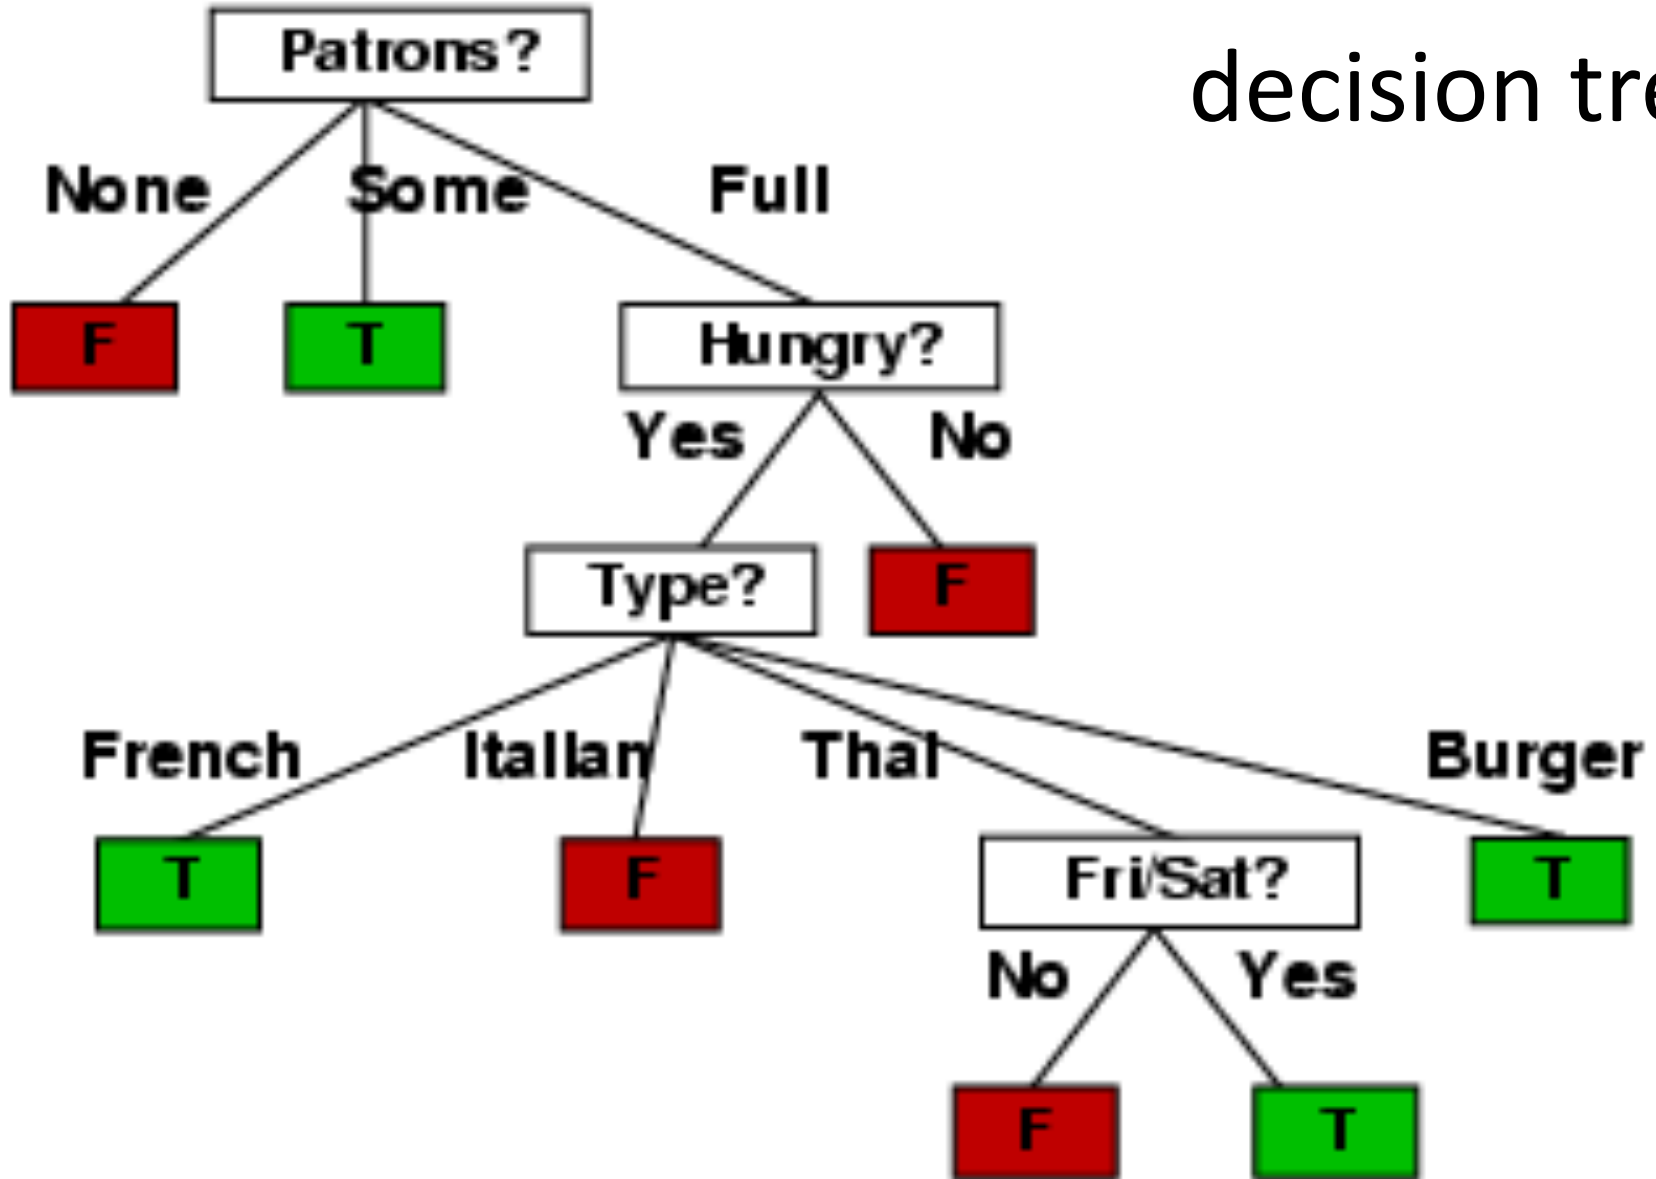 Patrons?
decision tre
None Some Full
F T Hungry?
Yes No
Type? F
French Italian Thai Burger
T F Fri/Sat? T
No Yes
F T